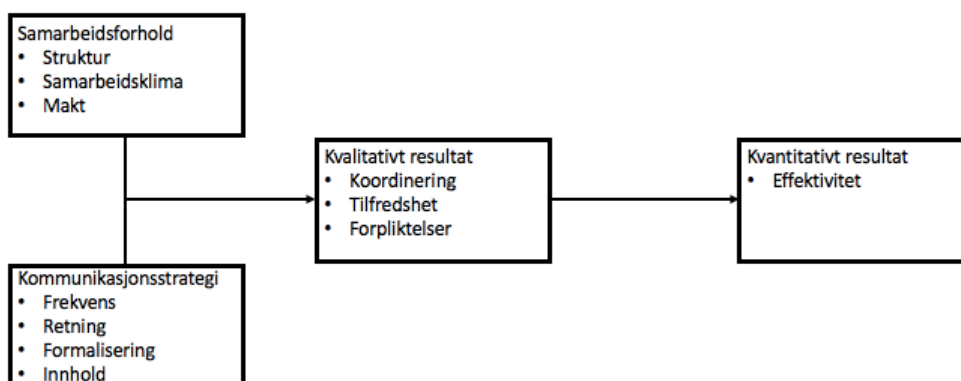 Samarbeidsforhold
• Struktur
• Samarbeidsklima
• Makt
Kvalitativt resultat
• Koordinering
• Tilfredshet
• Forpliktelser
Kvantitativt resultat
• Effektivitet
Kommunikasjonsstrategi
• Frekvens
• Retning
• Formalisering
• Innhold